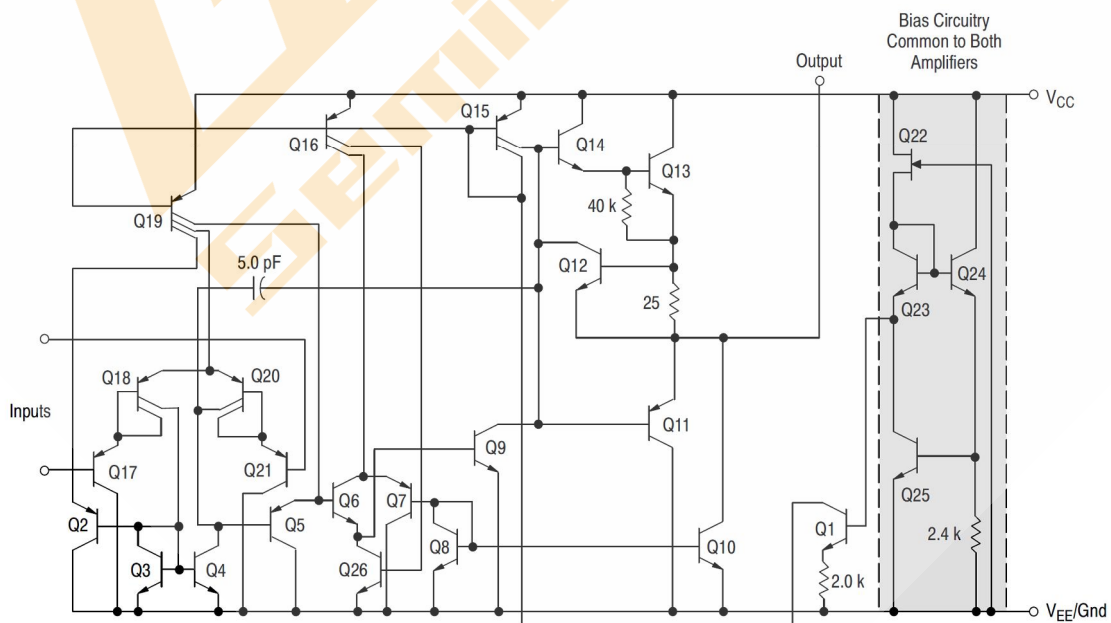 Bias Circuitry
Common to Both
Amplifiers
Output
VCC
Q15
Q16
Q14
Q22
Q13
40 k
Q19
5.0 pF
Q12
Q24
25
Q23
Q18
Q20
Inputs
Q9
Q11
Q17
Q21
Q6
Q7
Q25
Q2
Q5
Q1
Q8
Q10
2.4 k
Q3
Q4
Q26
2.0 k
VEE/Gnd